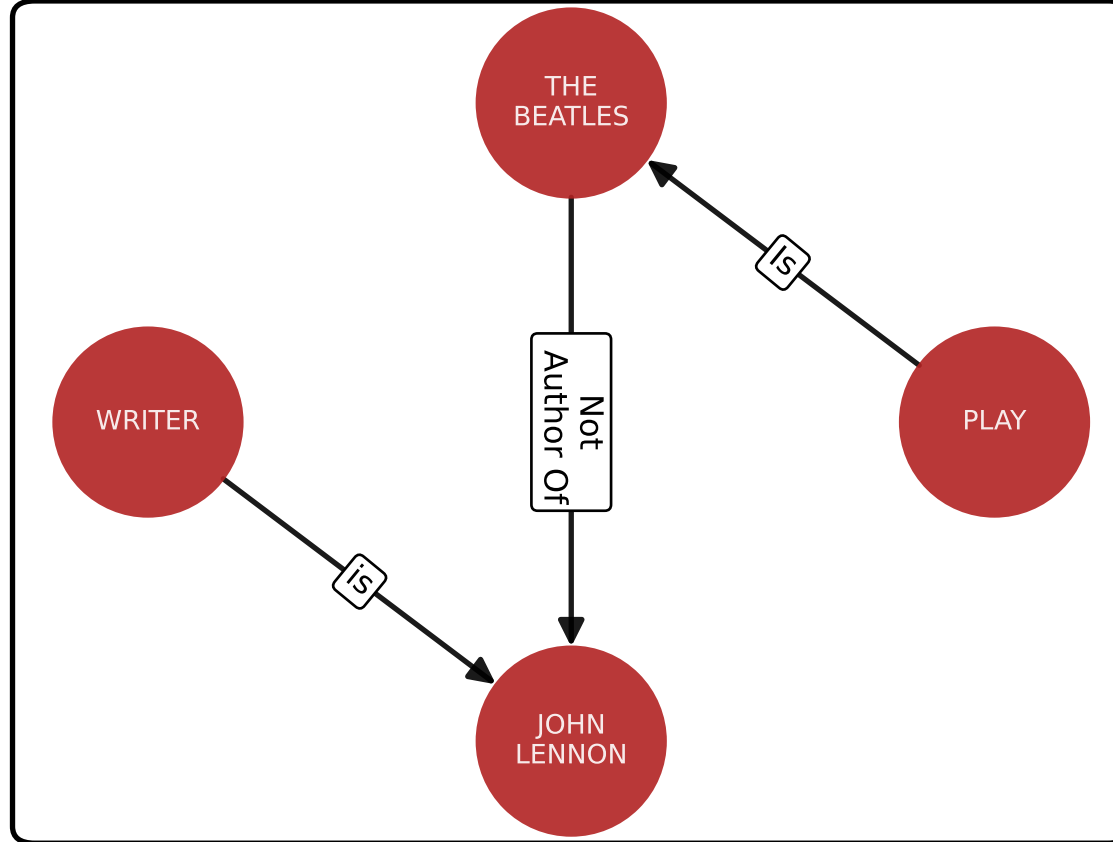 THE
BEATLES
Is
WRITER
Not
Author Of
PLAY
is
JOHN
LENNON